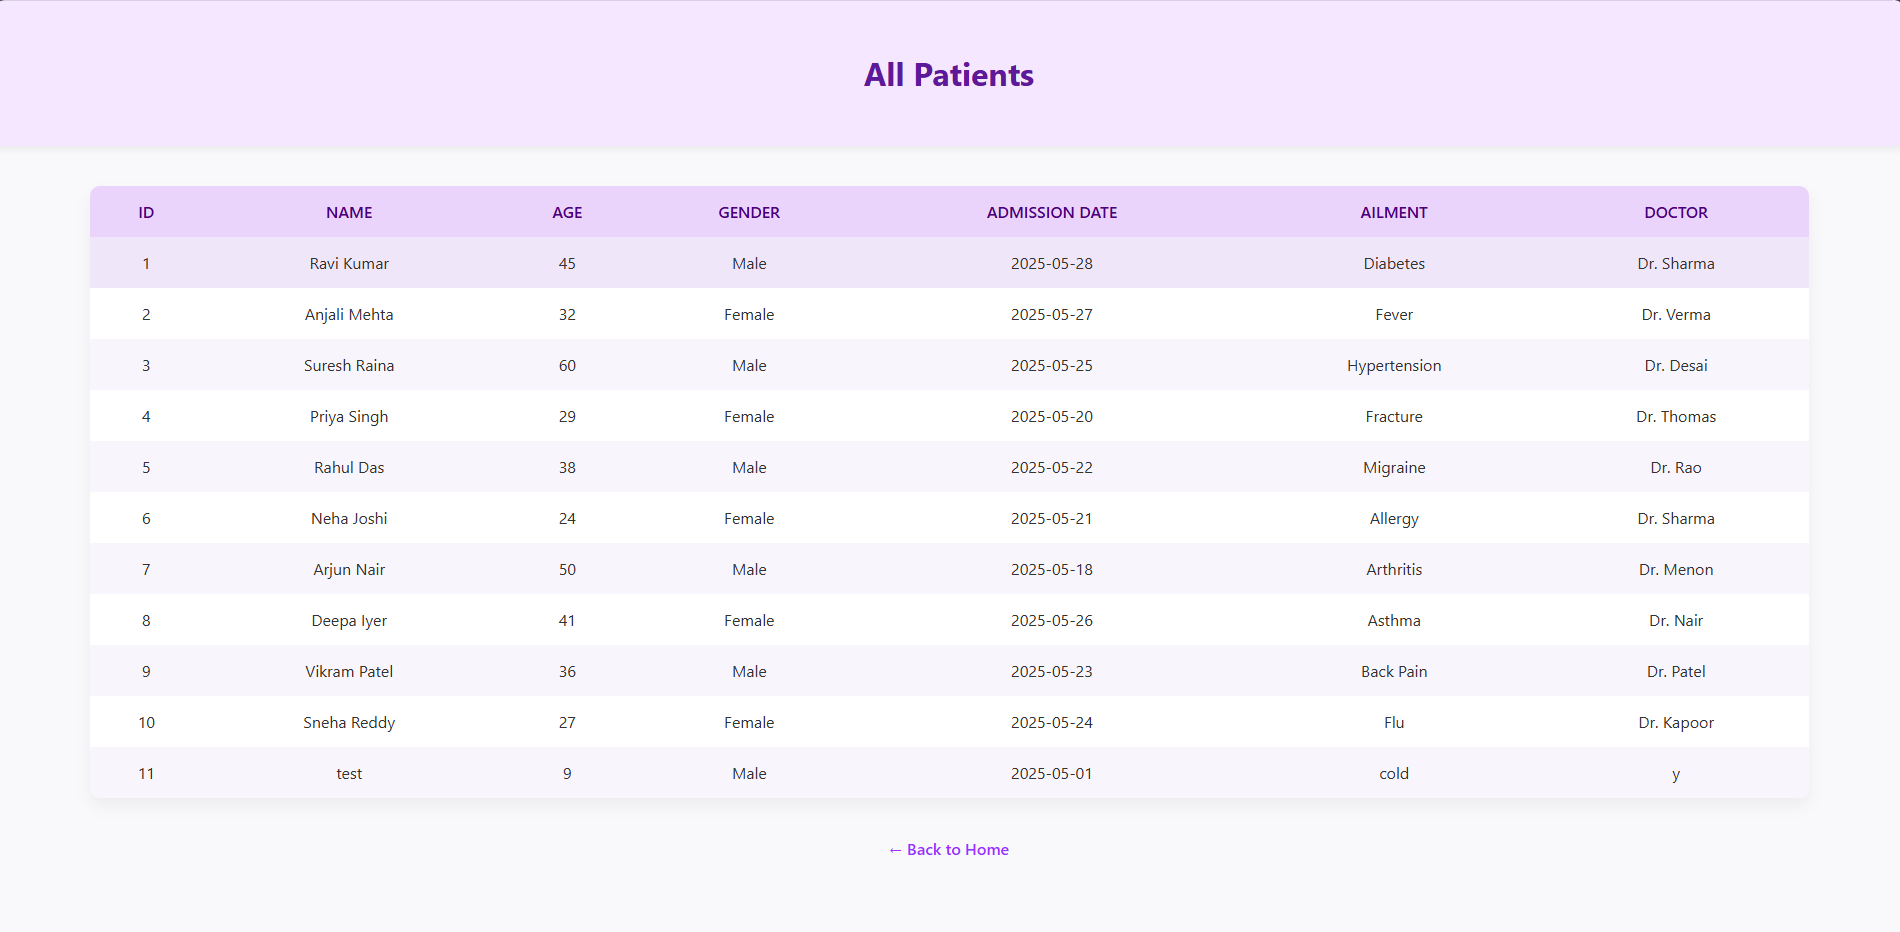 All Patients
ID NAME AGE GENDER ADMISSION DATE AILMENT DOCTOR
1 Ravi Kumar 45 Male 2025-05-28 Diabetes Dr. Sharma
2 Anjali Mehta 32 Female 2025-05-27 Fever Dr. Verma
3 Suresh Raina 60 Male 2025-05-25 Hypertension Dr. Desai
4 Priya Singh 29 Female 2025-05-20 Fracture Dr. Thomas
5 Rahul Das 38 Male 2025-05-22 Migraine Dr. Rao
6 Neha Joshi 24 Female 2025-05-21 Allergy Dr. Sharma
7 Arjun Nair 50 Male 2025-05-18 Arthritis Dr. Menon
8 Deepa Iyer 41 Female 2025-05-26 Asthma Dr. Nair
9 Vikram Patel 36 Male 2025-05-23 Back Pain Dr. Patel
10 Sneha Reddy 27 Female 2025-05-24 Flu Dr. Kapoor
11 test 9 Male 2025-05-01 cold y
← Back to Home